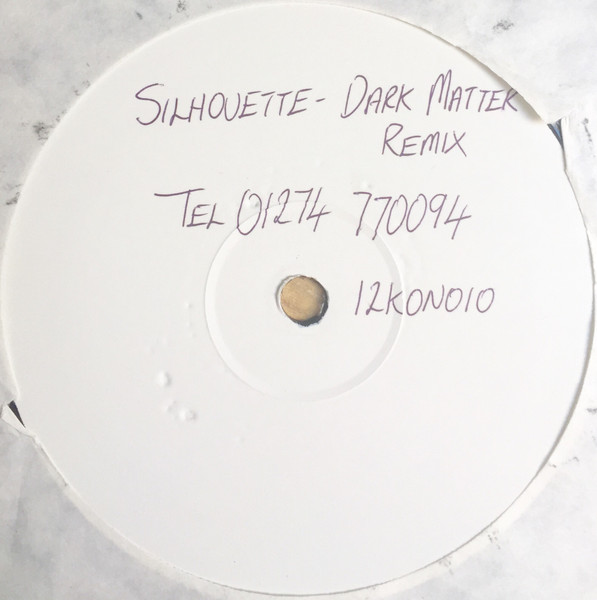 SILHOUETTE - DARK MATTER
REMIX
TEL 01274 770094
12KON010